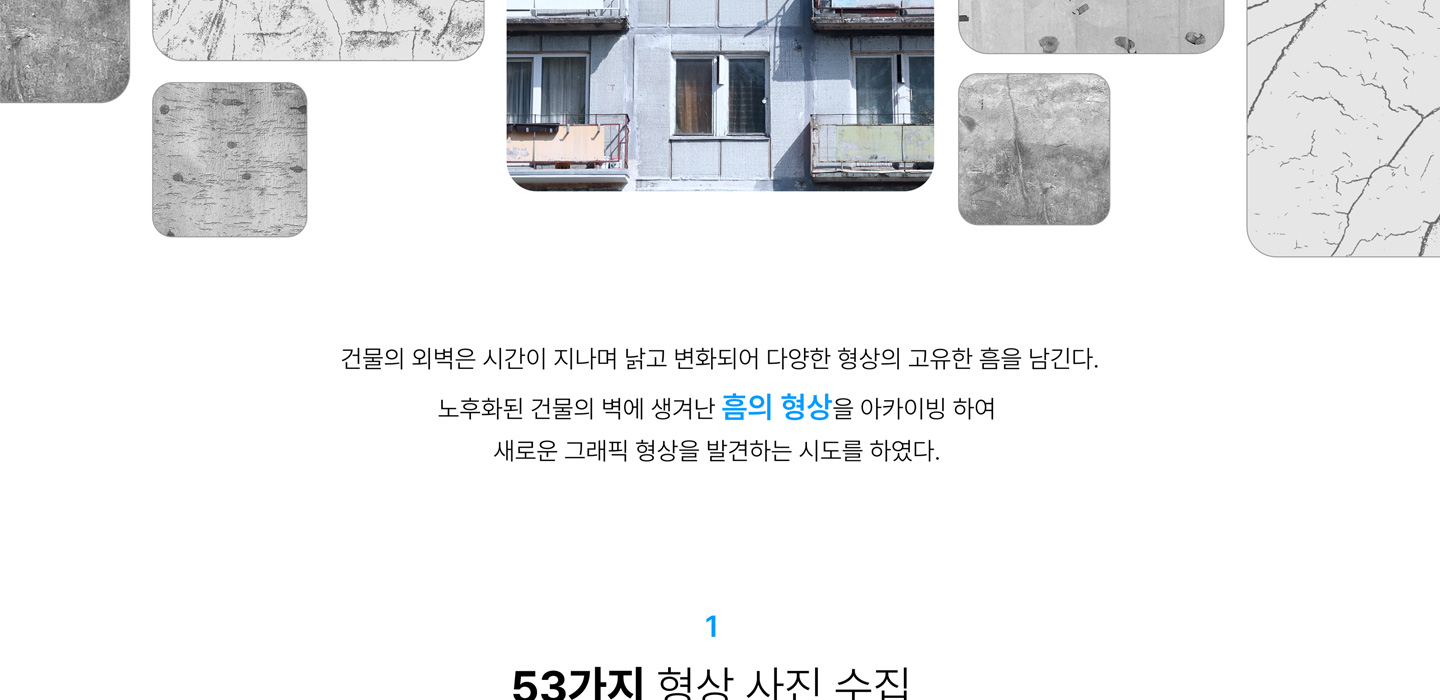 건물의 외벽은 시간이 지나며 낡고 변화되어 다양한 형상의 고유한 흠을 남긴다.
노후화된 건물의 벽에 생겨난 흠의 형상을 아카이빙 하여
새로운 그래픽 형상을 발견하는 시도를 하였다.
1
53가지 형상 사진 수집